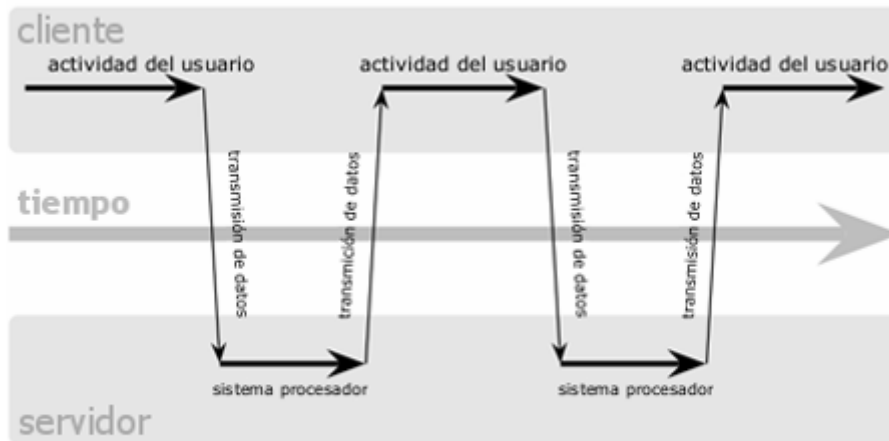 cliente
actividad del usuario
actividad del usuario
actividad del usuario
transmisión de datos
transmición de datos
transmisión de datos
transmisión de datos
tiempo
sistema procesador
sistema procesador
servidor